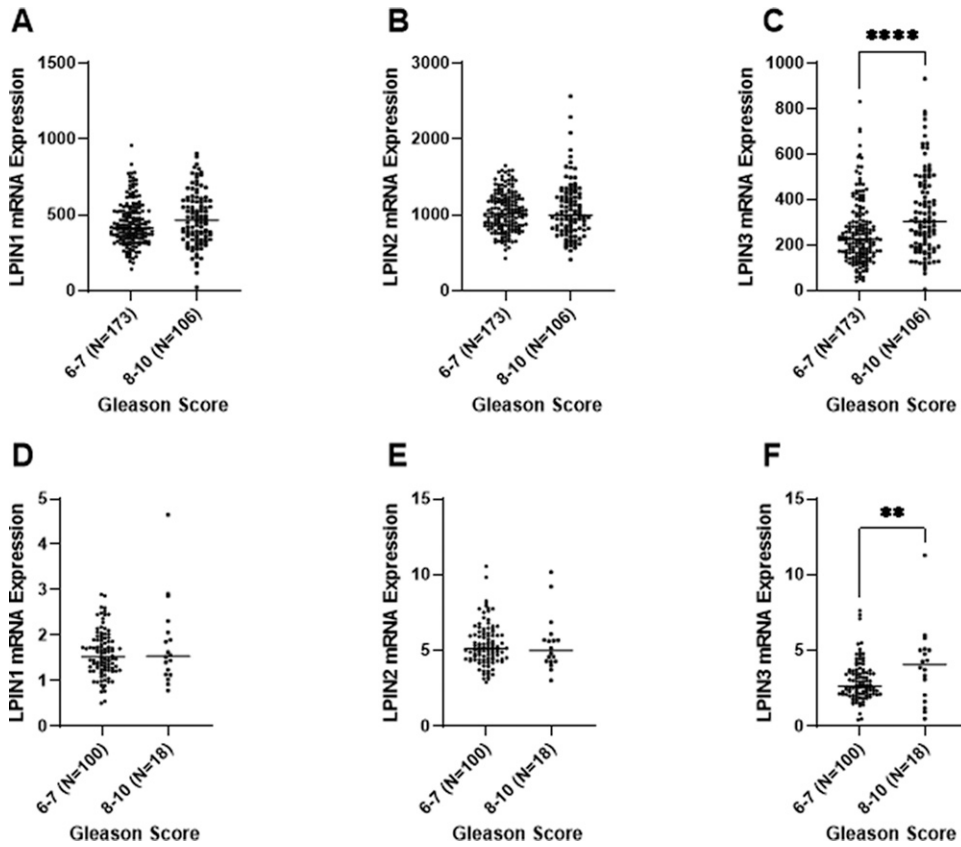 A
LPIN1 mRNA Expression
1500
1000
500
0
6-7 (N=173)
8-10 (N=106)
Gleason Score
B
LPIN2 mRNA Expression
3000
2000
1000
0
6-7 (N=173)
8-10 (N=106)
Gleason Score
C
****
LPIN3 mRNA Expression
1000
800
600
400
200
0
6-7 (N=173)
8-10 (N=106)
Gleason Score
D
LPIN1 mRNA Expression
5
4
3
2
1
0
6-7 (N=100)
8-10 (N=18)
Gleason Score
E
LPIN2 mRNA Expression
15
10
5
0
6-7 (N=100)
8-10 (N=18)
Gleason Score
F
**
LPIN3 mRNA Expression
15
10
5
0
6-7 (N=100)
8-10 (N=18)
Gleason Score